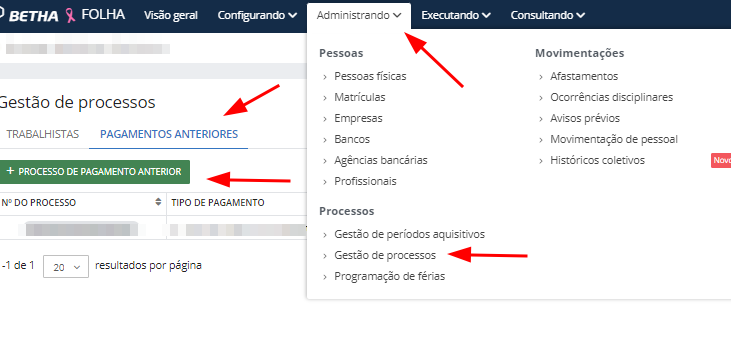 BETHA FOLHA Visão geral Configurando Administrando Executando Consultando
Gestão de processos
TRABALHISTAS PAGAMENTOS ANTERIORES
+ PROCESSO DE PAGAMENTO ANTERIOR
Nº DO PROCESSO TIPO DE PAGAMENTO
-1 de 1 20 resultados por página
Pessoas
Pessoas físicas
Matrículas
Empresas
Bancos
Agências bancárias
Profissionais
Processos
Gestão de períodos aquisitivos
Gestão de processos
Programação de férias
Movimentações
Afastamentos
Ocorrências disciplinares
Avisos prévios
Movimentação de pessoal
Históricos coletivos Novo